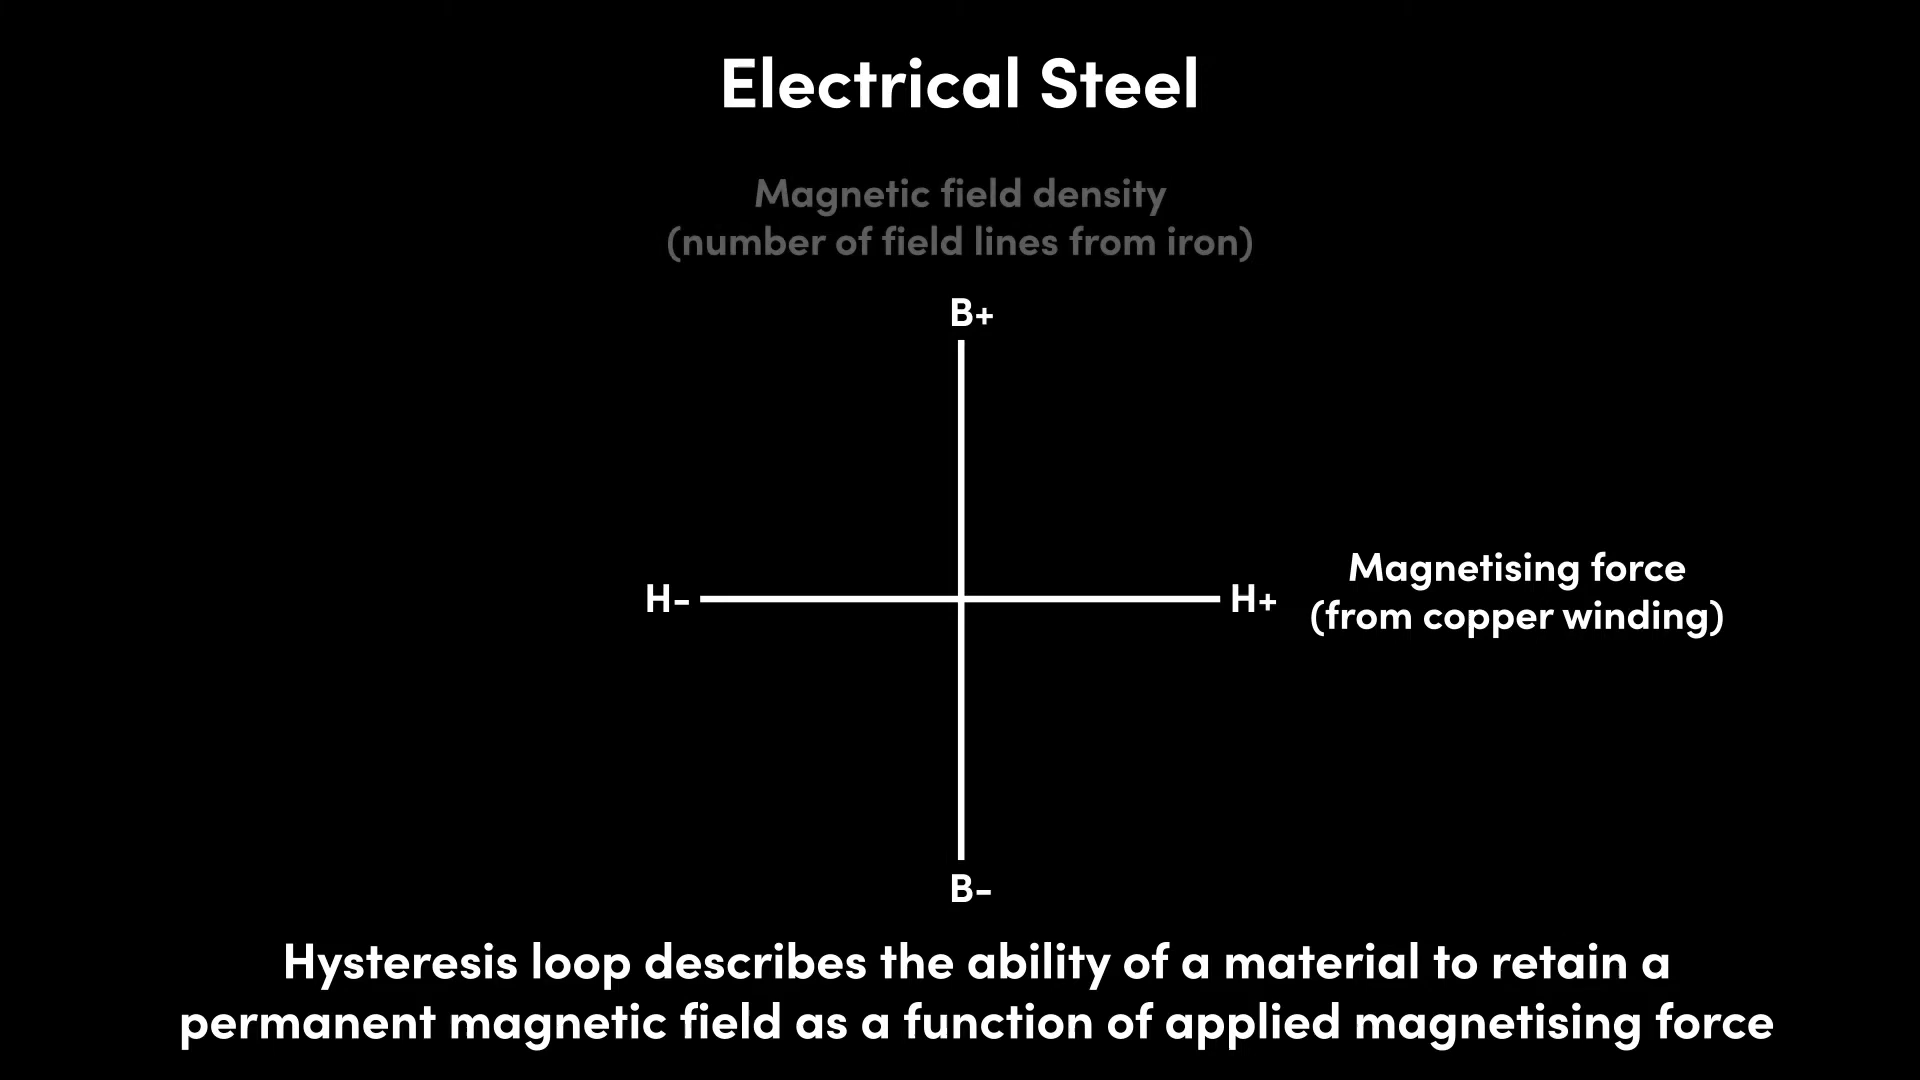 Electrical Steel
Magnetic field density
(number of field lines from iron)
B+
H-
H+
Magnetising force
(from copper winding)
B-
Hysteresis loop describes the ability of a material to retain a
permanent magnetic field as a function of applied magnetising force